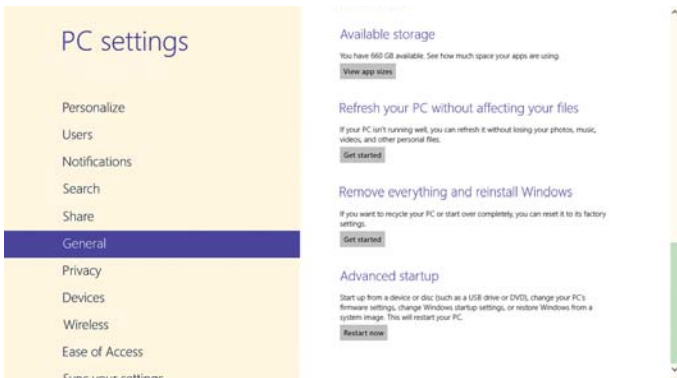 PC settings
Personalize
Users
Notifications
Search
Share
General
Privacy
Devices
Wireless
Ease of Access
Sync your settings
Available storage
You have 660 GB available. See how much space your apps are using.
View app sizes
Refresh your PC without affecting your files
If your PC isn't running well, you can refresh it without losing your photos, music,
videos, and other personal files.
Get started
Remove everything and reinstall Windows
If you want to recycle your PC or start over completely, you can reset it to its factory
settings.
Get started
Advanced startup
Start up from a device or disc (such as a USB drive or DVD), change your PC's
firmware settings, change Windows startup settings, or restore Windows from a
system image. This will restart your PC.
Restart now